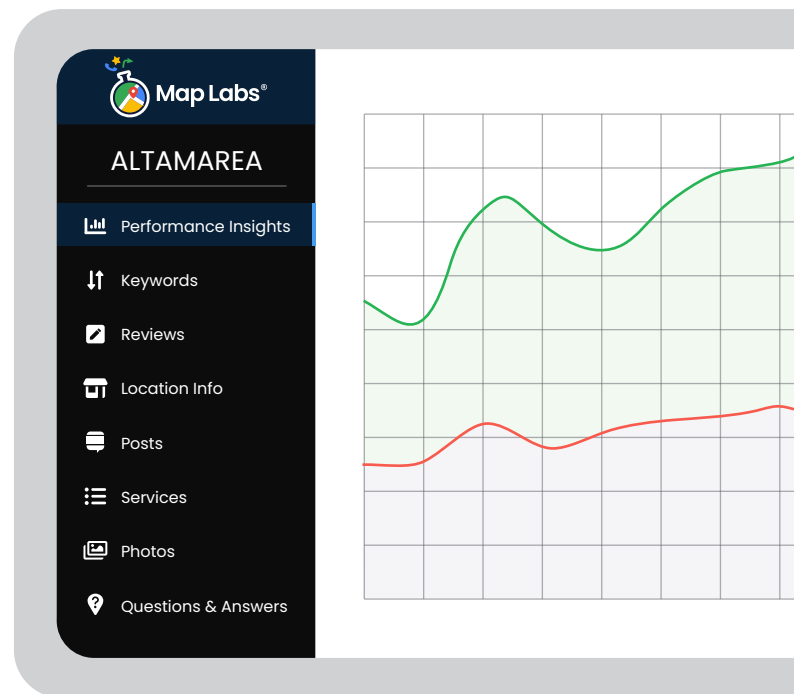 Map Labs®
ALTAMAREA
Performance Insights
Keywords
Reviews
Location Info
Posts
Services
Photos
Questions & Answers